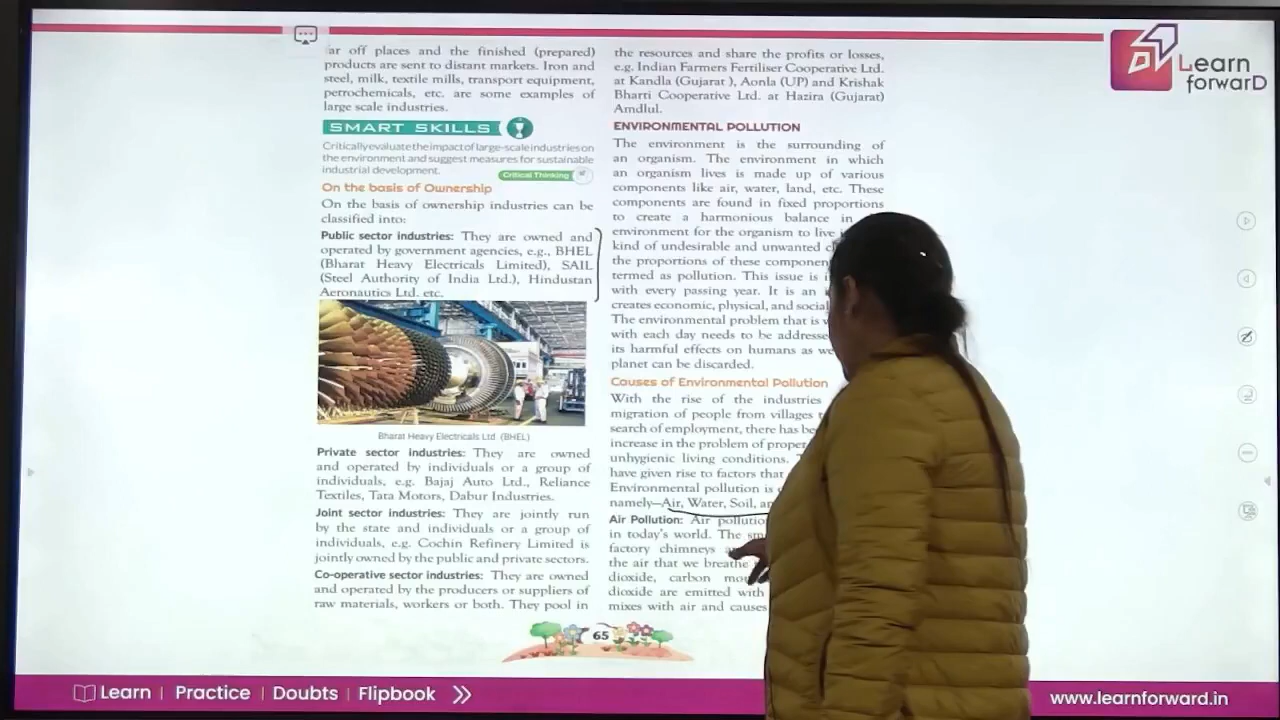 ar off places and the finished (prepared)
products are sent to distant markets. Iron and
steel, milk, textile mills, transport equipment,
petrochemicals, etc. are some examples of
large scale industries.
SMART SKILLS
Critically evaluate the impact of large-scale industries on
the environment and suggest measures for sustainable
industrial development.
Critical Thinking
On the basis of Ownership
On the basis of ownership industries can be
classified into:
Public sector industries: They are owned and
operated by government agencies, e.g., BHEL
(Bharat Heavy Electricals Limited), SAIL
(Steel Authority of India Ltd.), Hindustan
Aeronautics Ltd. etc.
Bharat Heavy Electricals Ltd (BHEL)
Private sector industries: They are owned
and operated by individuals or a group of
individuals, e.g. Bajaj Auto Ltd., Reliance
Textiles, Tata Motors, Dabur Industries.
Joint sector industries: They are jointly run
by the state and individuals or a group of
individuals, e.g. Cochin Refinery Limited is
jointly owned by the public and private sectors.
Co-operative sector industries: They are owned
and operated by the producers or suppliers of
raw materials, workers or both. They pool in
the resources and share the profits or losses,
e.g. Indian Farmers Fertiliser Cooperative Ltd.
at Kandla (Gujarat ), Aonla (UP) and Krishak
Bharti Cooperative Ltd. at Hazira (Gujarat)
Amdlul.
ENVIRONMENTAL POLLUTION
The environment is the surrounding of
an organism. The environment in which
an organism lives is made up of various
components like air, water, land, etc. These
components are found in fixed proportions
to create a harmonious balance in
environment for the organism to live
kind of undesirable and unwanted
the proportions of these
termed as pollution. This issue is
with every passing year. It is an
creates economic, physical, and social
The environmental problem that is
with each day needs to be
its harmful effects on humans as
planet can be discarded.
Causes of Environmental Pollution
With the rise of the industries
migration of people from villages
search of employment, there has
increase in the problem of
unhygienic living conditions.
have given rise to factors that
Environmental pollution is
namely—Air, Water, Soil,
Air Pollution: Air
in today's world. The
factory chimneys
the air that we breathe
dioxide, carbon
dioxide are emitted with
mixes with air and causes
65
Learn
forwarD
Learn | Practice | Doubts | Flipbook
www.learnforward.in